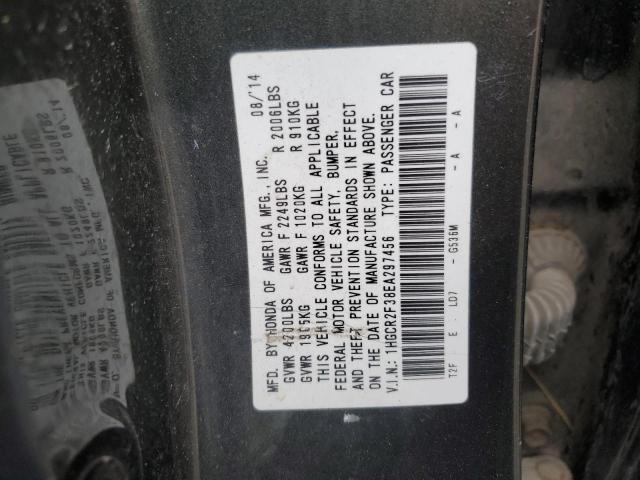 MFD. BY HONDA OF AMERICA MFG., INC. 08/'14
GVWR 4200LBS GAWR F 2249LBS R 2006LBS
GVWR 1905KG GAWR F 1020KG R 910KG
THIS VEHICLE CONFORMS TO ALL APPLICABLE
FEDERAL MOTOR VEHICLE SAFETY, BUMPER,
AND THEFT PREVENTION STANDARDS IN EFFECT
ON THE DATE OF MANUFACTURE SHOWN ABOVE.
V.I.N.: 1HGCR2F38EA297456 TYPE: PASSENGER CAR
T2F E LD7 - G536M - A - A